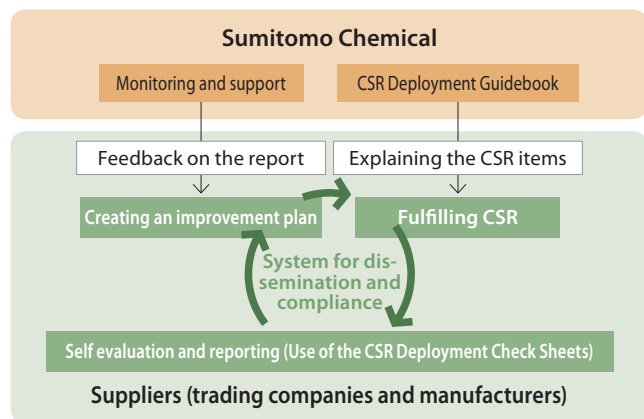 Sumitomo Chemical
Monitoring and support
CSR Deployment Guidebook
Feedback on the report
Explaining the CSR items
Creating an improvement plan
Fulfilling CSR
System for dis-
semination and
compliance
Self evaluation and reporting (Use of the CSR Deployment Check Sheets)
Suppliers (trading companies and manufacturers)